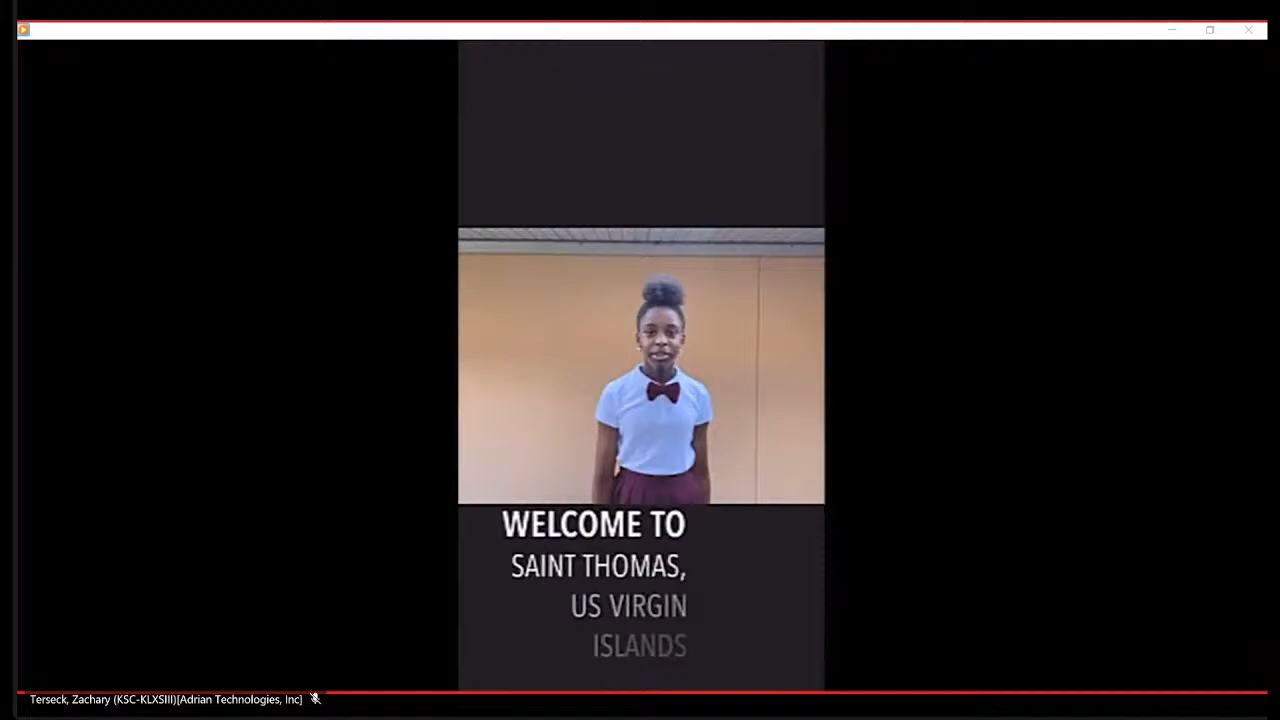 WELCOME TO
SAINT THOMAS,
US VIRGIN
ISLANDS
Terseck, Zachary (KSC-KLXSIII)[Adrian Technologies, Inc]